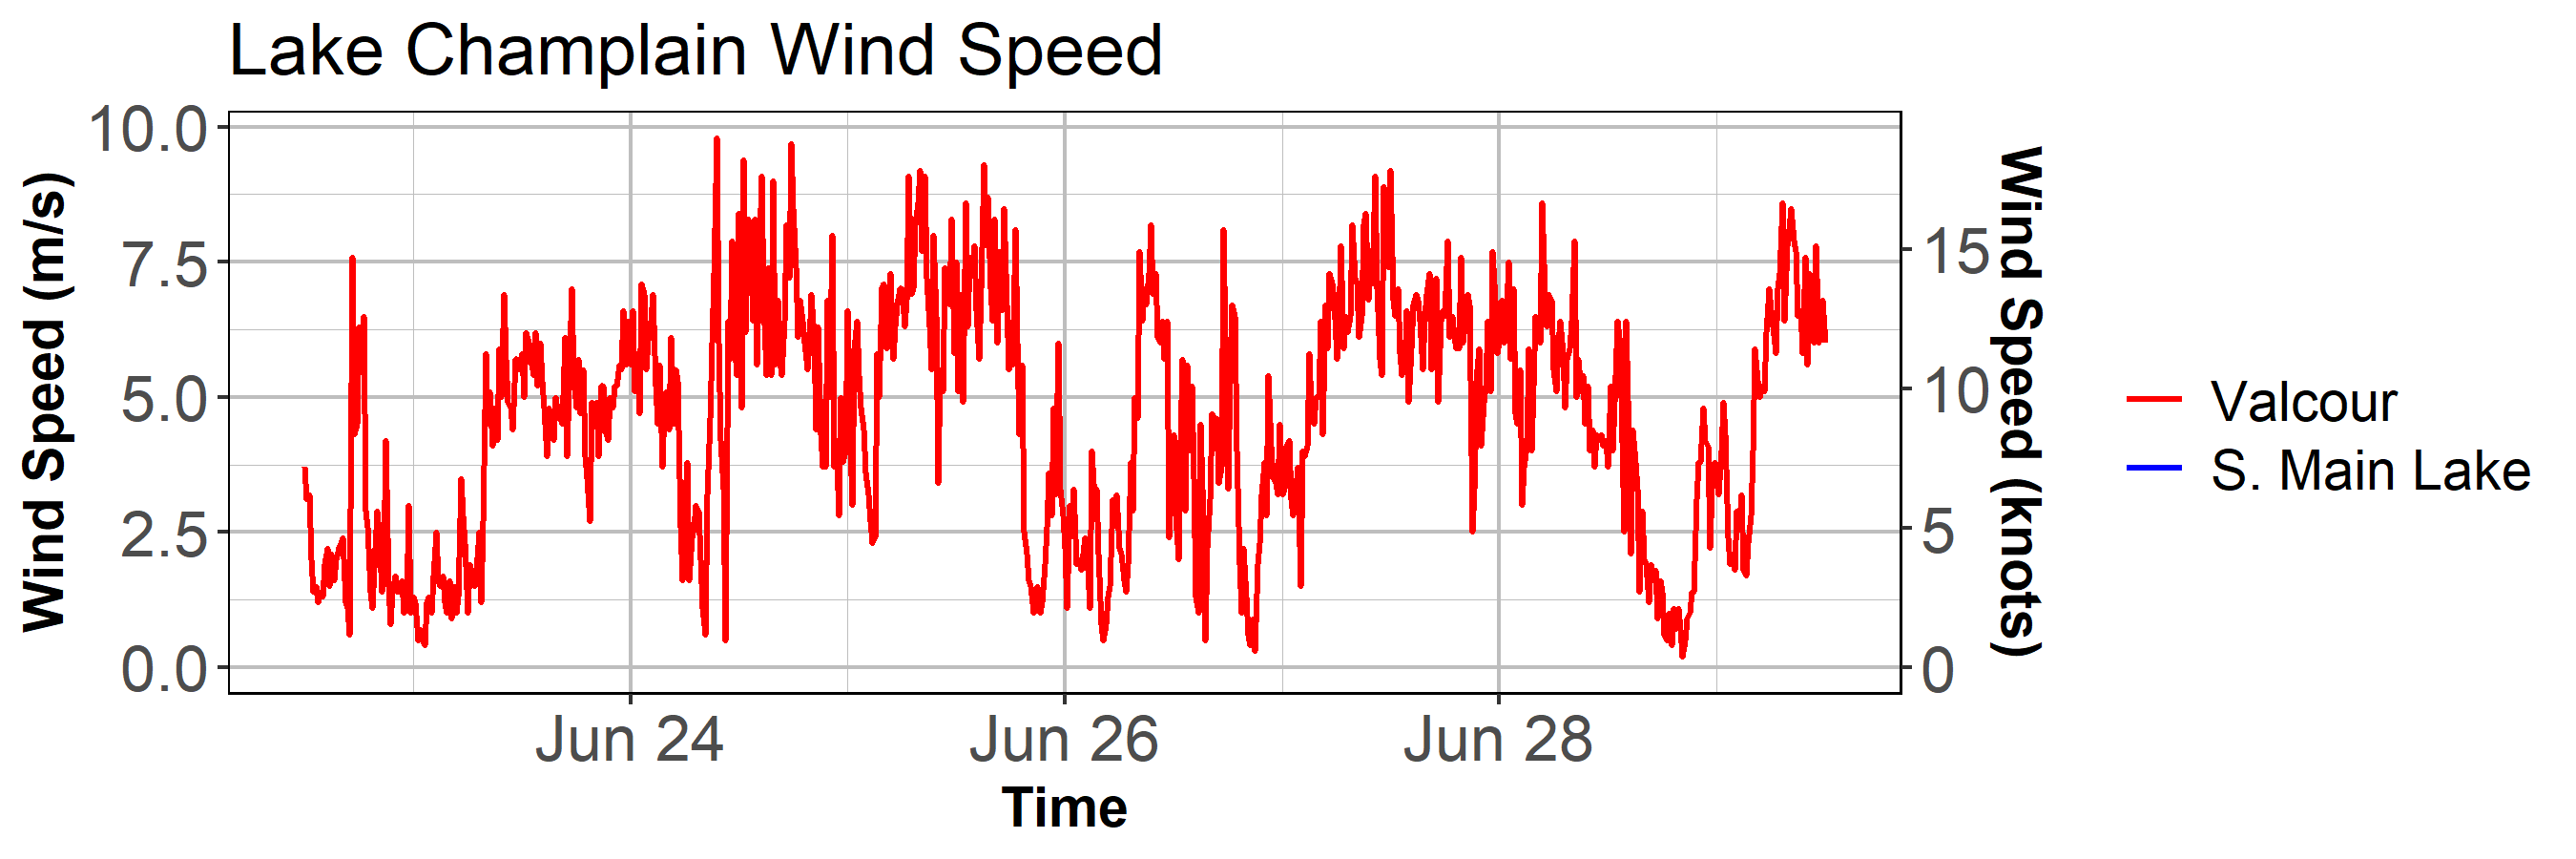 Lake Champlain Wind Speed
Wind Speed (m/s)
10.0
7.5
5.0
2.5
0.0
Jun 24
Jun 26
Jun 28
Time
15
10
5
0
Wind Speed (knots)
Valcour
S. Main Lake